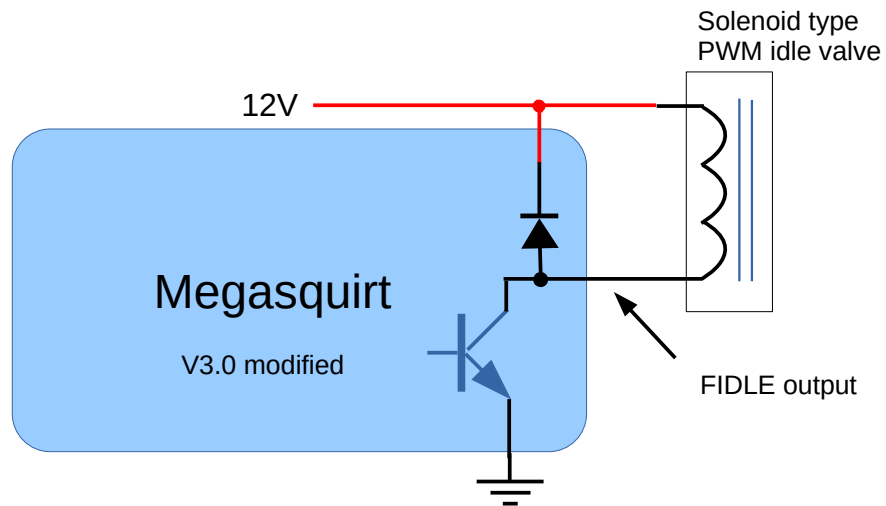 Solenoid type
PWM idle valve
12V
Megasquirt
V3.0 modified
FIDLE output